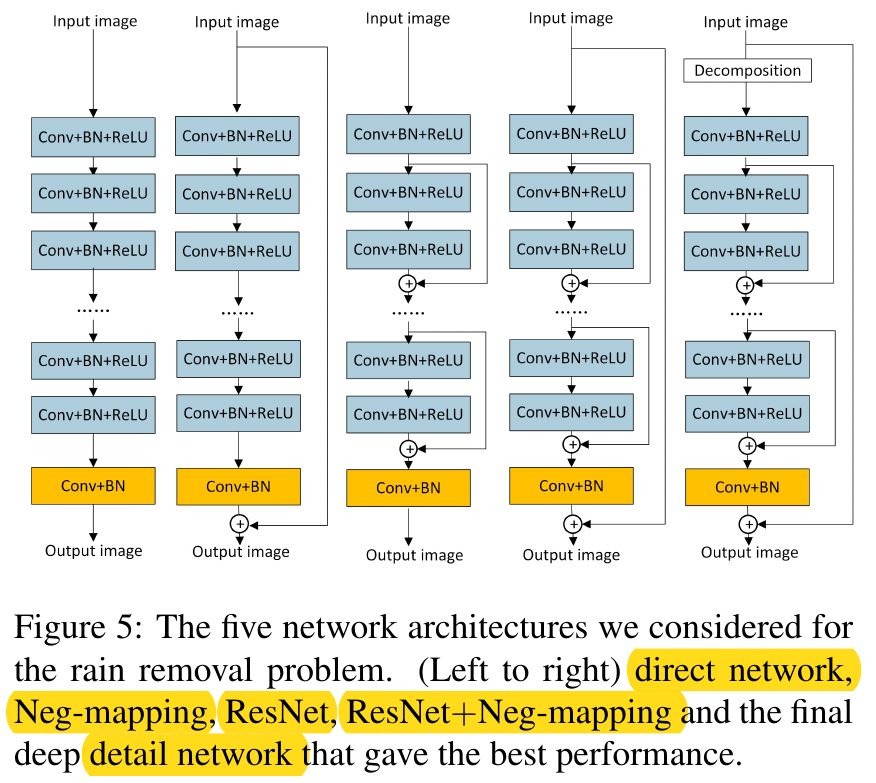 Input image
Conv+BN+ReLU
Conv+BN+ReLU
Conv+BN+ReLU
......
Conv+BN+ReLU
Conv+BN+ReLU
Conv+BN
Output image
Input image
Conv+BN+ReLU
Conv+BN+ReLU
Conv+BN+ReLU
......
Conv+BN+ReLU
Conv+BN+ReLU
Conv+BN
+
Output image
Input image
Conv+BN+ReLU
Conv+BN+ReLU
Conv+BN+ReLU
+
......
Conv+BN+ReLU
Conv+BN+ReLU
+
Conv+BN
Output image
Input image
Conv+BN+ReLU
Conv+BN+ReLU
Conv+BN+ReLU
+
......
Conv+BN+ReLU
Conv+BN+ReLU
+
Conv+BN
+
Output image
Input image
Decomposition
Conv+BN+ReLU
Conv+BN+ReLU
Conv+BN+ReLU
+
......
Conv+BN+ReLU
Conv+BN+ReLU
+
Conv+BN
+
Output image
Figure 5: The five network architectures we considered for
the rain removal problem. (Left to right) direct network,
Neg-mapping, ResNet, ResNet+Neg-mapping and the final
deep detail network that gave the best performance.